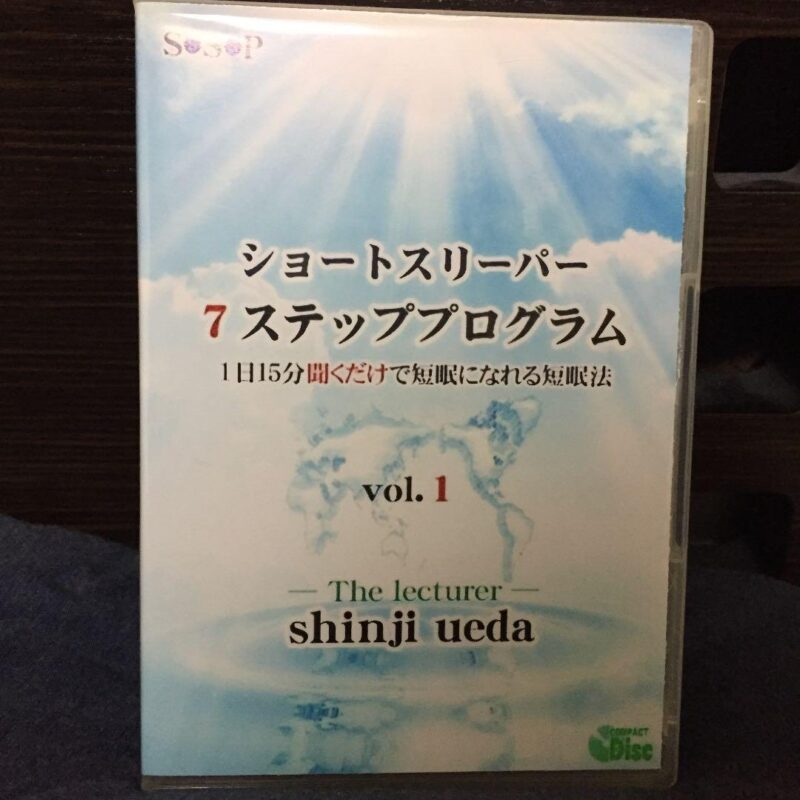 S●S●P
ショートスリーパー
7 ステッププログラム
1日15分聞くだけで短眠になれる短眠法
vol. 1
— The lecturer —
shinji ueda
COMPACT
Disc